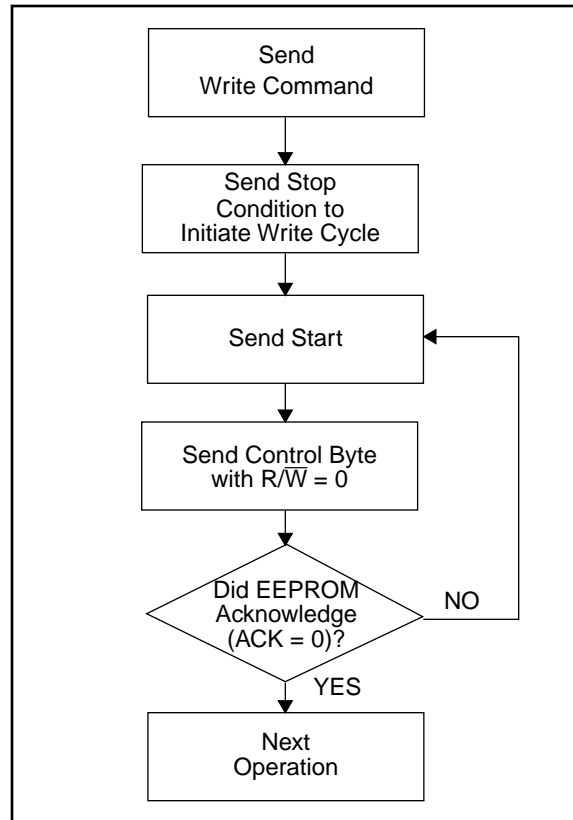 Send
Write Command
Send Stop
Condition to
Initiate Write Cycle
Send Start
Send Control Byte
with R/W̅ = 0
Did EEPROM
Acknowledge
(ACK = 0)?
NO
YES
Next
Operation